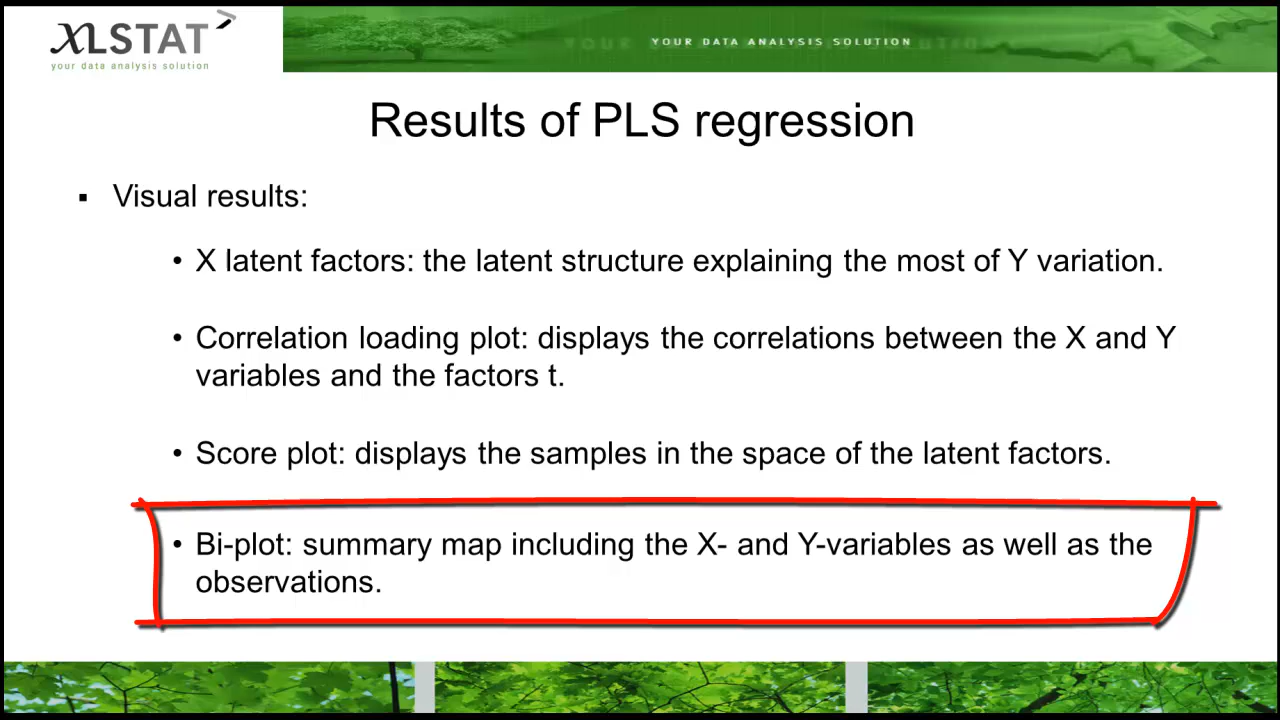 XLSTAT
your data analysis solution
YOUR DATA ANALYSIS SOLUTION
Results of PLS regression
▪ Visual results:
• X latent factors: the latent structure explaining the most of Y variation.
• Correlation loading plot: displays the correlations between the X and Y
variables and the factors t.
• Score plot: displays the samples in the space of the latent factors.
• Bi-plot: summary map including the X- and Y-variables as well as the
observations.